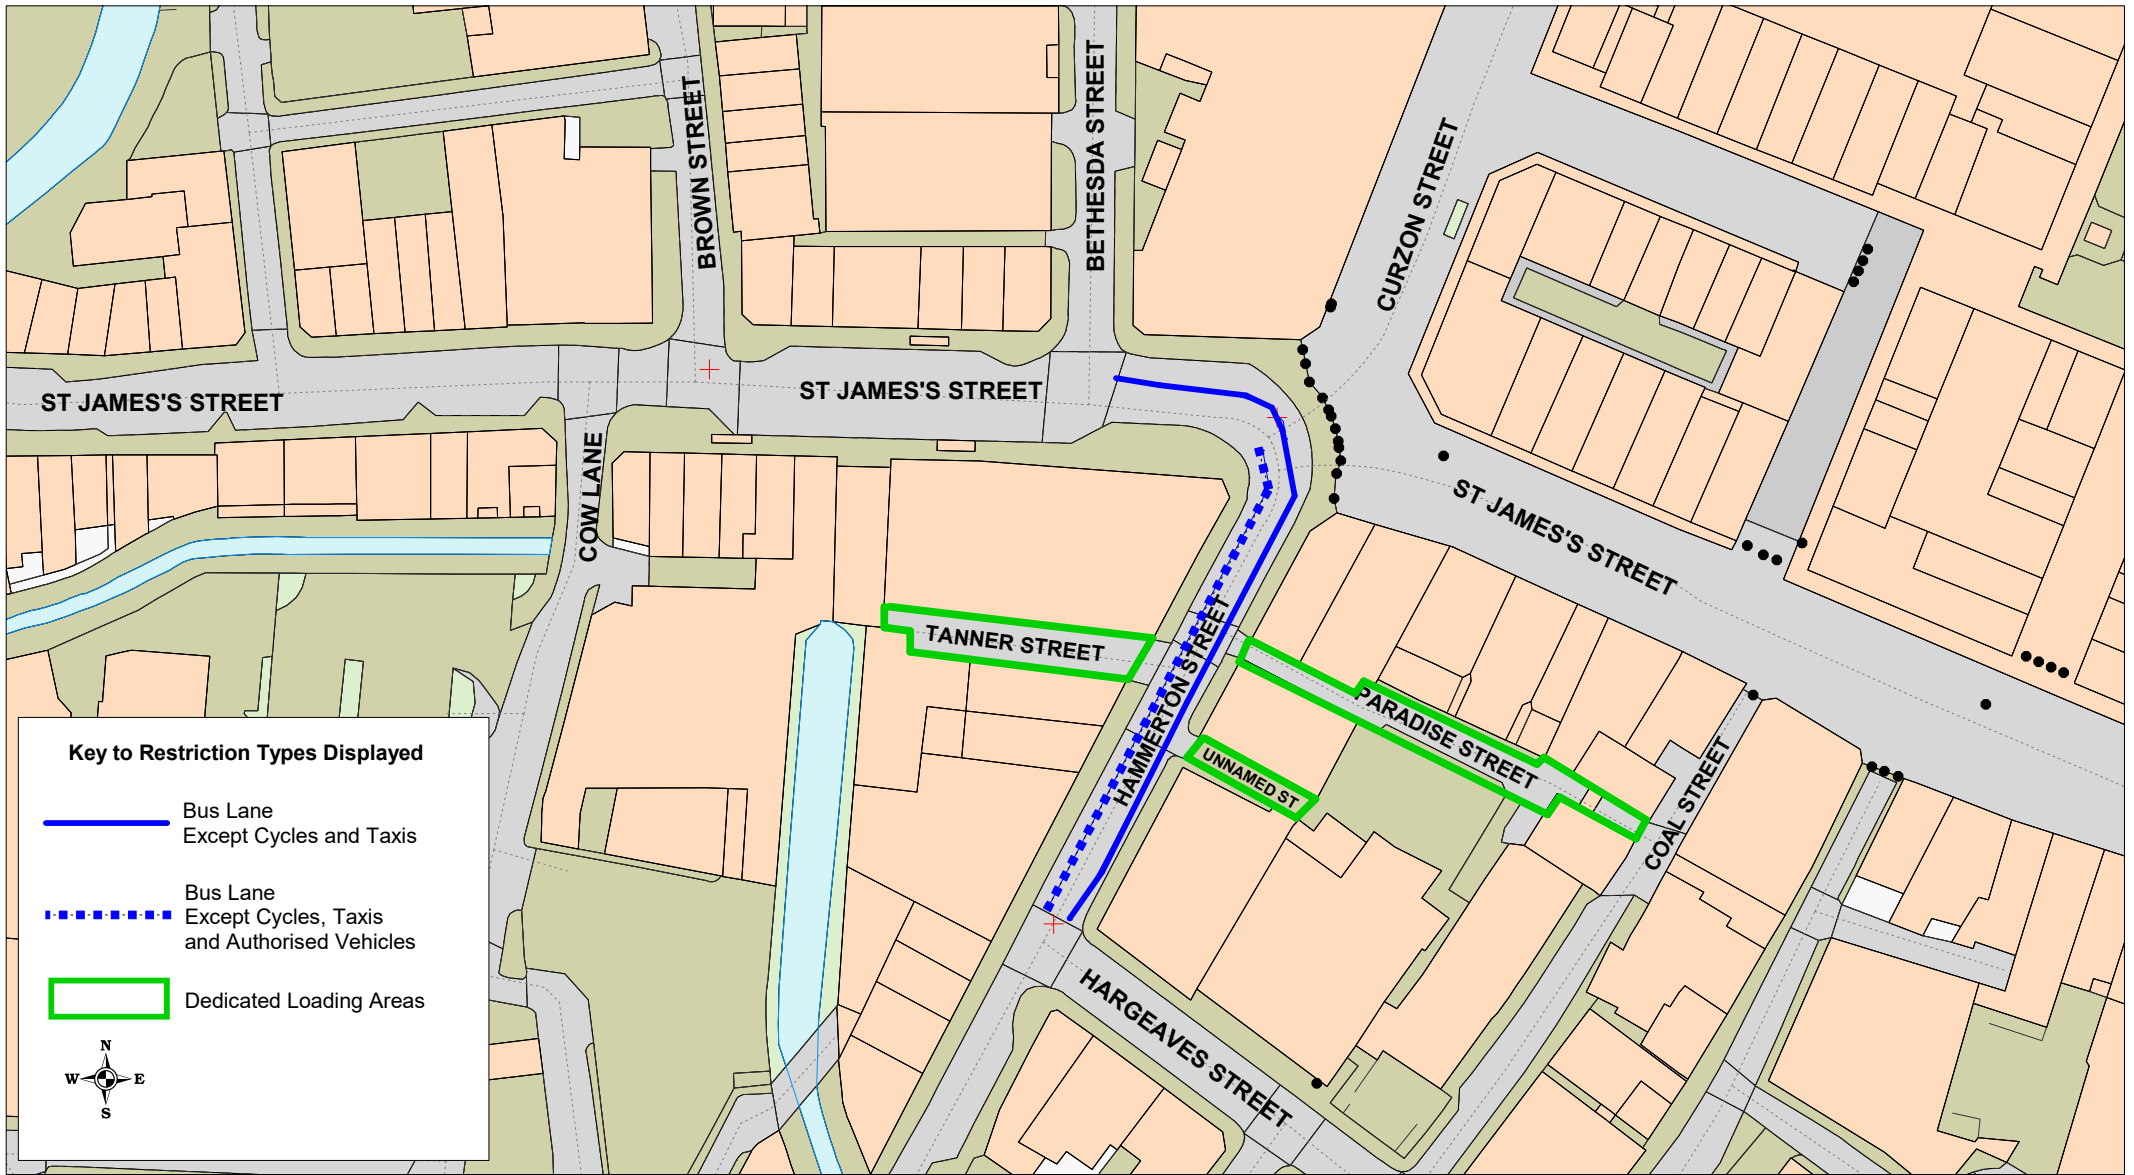 BROWN STREET
BETHESDA STREET
CURZON STREET
ST JAMES'S STREET
ST JAMES'S STREET
COW LANE
ST JAMES'S STREET
TANNER STREET
HAMMERTON STREET
PARADISE STREET
UNNAMED ST
COAL STREET
HARGEAVES STREET
Key to Restriction Types Displayed
Bus Lane
Except Cycles and Taxis
Bus Lane
Except Cycles, Taxis
and Authorised Vehicles
Dedicated Loading Areas
N
W E
S